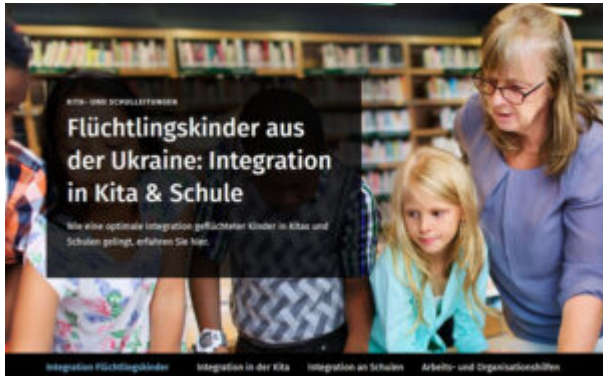 KITA- UND SCHULLEITUNGEN
Flüchtlingskinder aus
der Ukraine: Integration
in Kita & Schule
Wie eine optimale Integration geflüchteter Kinder in Kitas und
Schulen gelingt, erfahren Sie hier.
Integration Flüchtlingskinder Integration in der Kita Integration an Schulen Arbeits- und Organisationshilfen